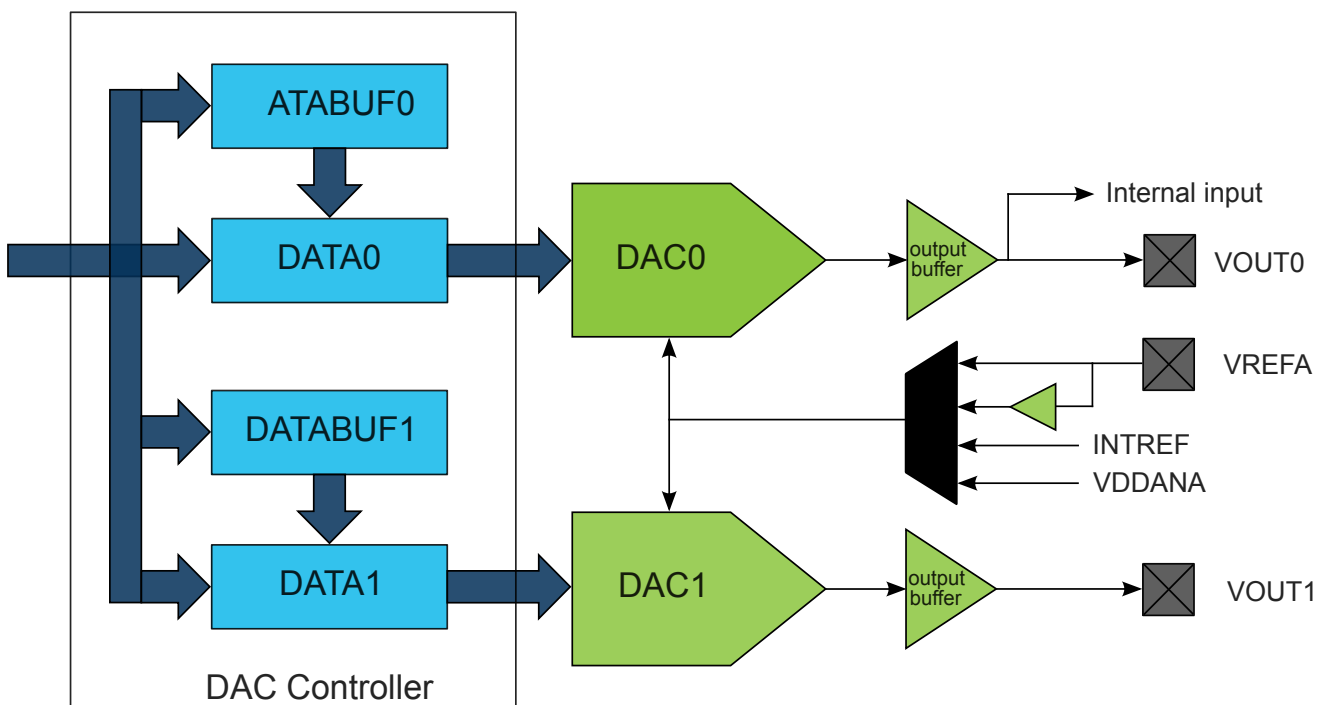 ATABUF0
DATA0
DAC0
output
buffer
Internal input
VOUT0
VREFA
INTREF
VDDANA
DATABUF1
DATA1
DAC1
output
buffer
VOUT1
DAC Controller